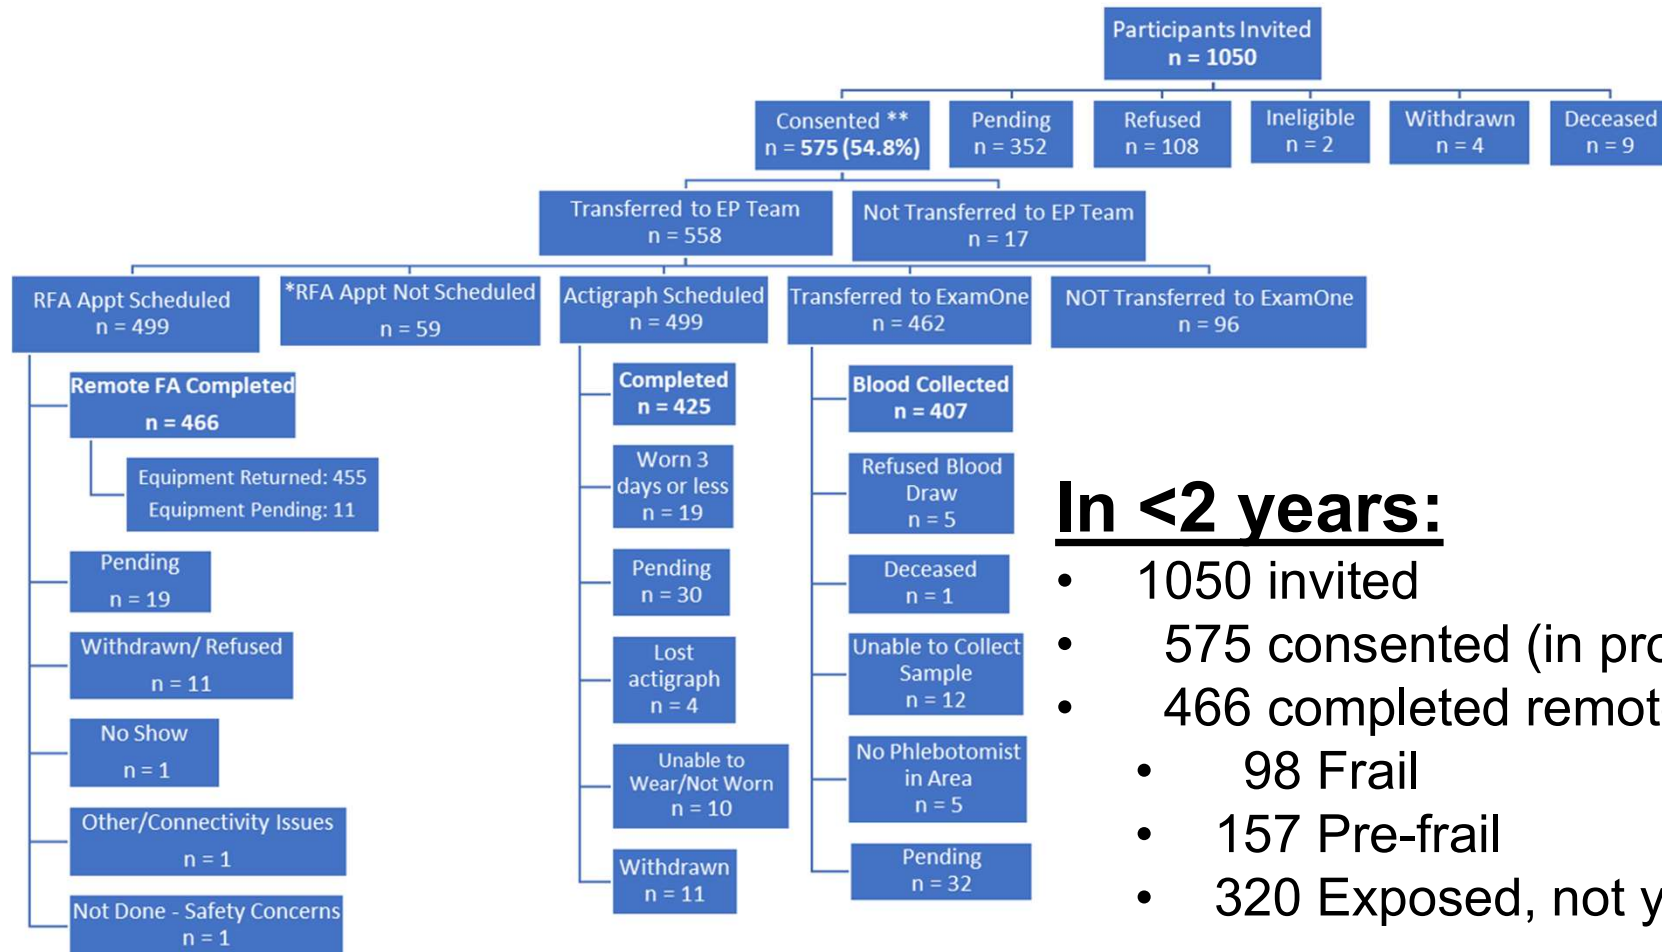 Participants Invited
n = 1050
Consented **
n = 575 (54.8%)
Pending
n = 352
Refused
n = 108
Ineligible
n = 2
Withdrawn
n = 4
Deceased
n = 9
Transferred to EP Team
n = 558
Not Transferred to EP Team
n = 17
RFA Appt Scheduled
n = 499
*RFA Appt Not Scheduled
n = 59
Actigraph Scheduled
n = 499
Transferred to ExamOne
n = 462
NOT Transferred to ExamOne
n = 96
Remote FA Completed
n = 466
Equipment Returned: 455
Equipment Pending: 11
Pending
n = 19
Withdrawn/ Refused
n = 11
No Show
n = 1
Other/Connectivity Issues
n = 1
Not Done - Safety Concerns
n = 1
Completed
n = 425
Worn 3
days or less
n = 19
Pending
n = 30
Lost
actigraph
n = 4
Unable to
Wear/Not Worn
n = 10
Withdrawn
n = 11
Blood Collected
n = 407
Refused Blood
Draw
n = 5
Deceased
n = 1
Unable to Collect
Sample
n = 12
No Phlebotomist
in Area
n = 5
Pending
n = 32
In <2 years:
• 1050 invited
• 575 consented (in
• 466 completed
• 98 Frail
• 157 Pre-frail
• 320 Exposed, not